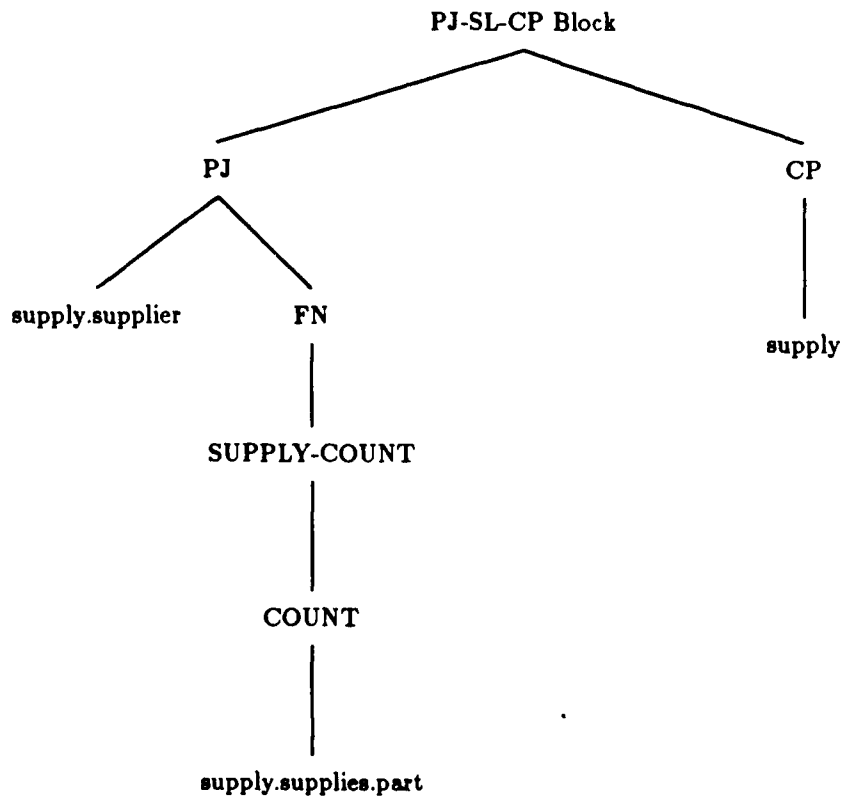 PJ-SL-CP Block
PJ
CP
supply.supplier
FN
supply
SUPPLY-COUNT
COUNT
supply.supplies.part